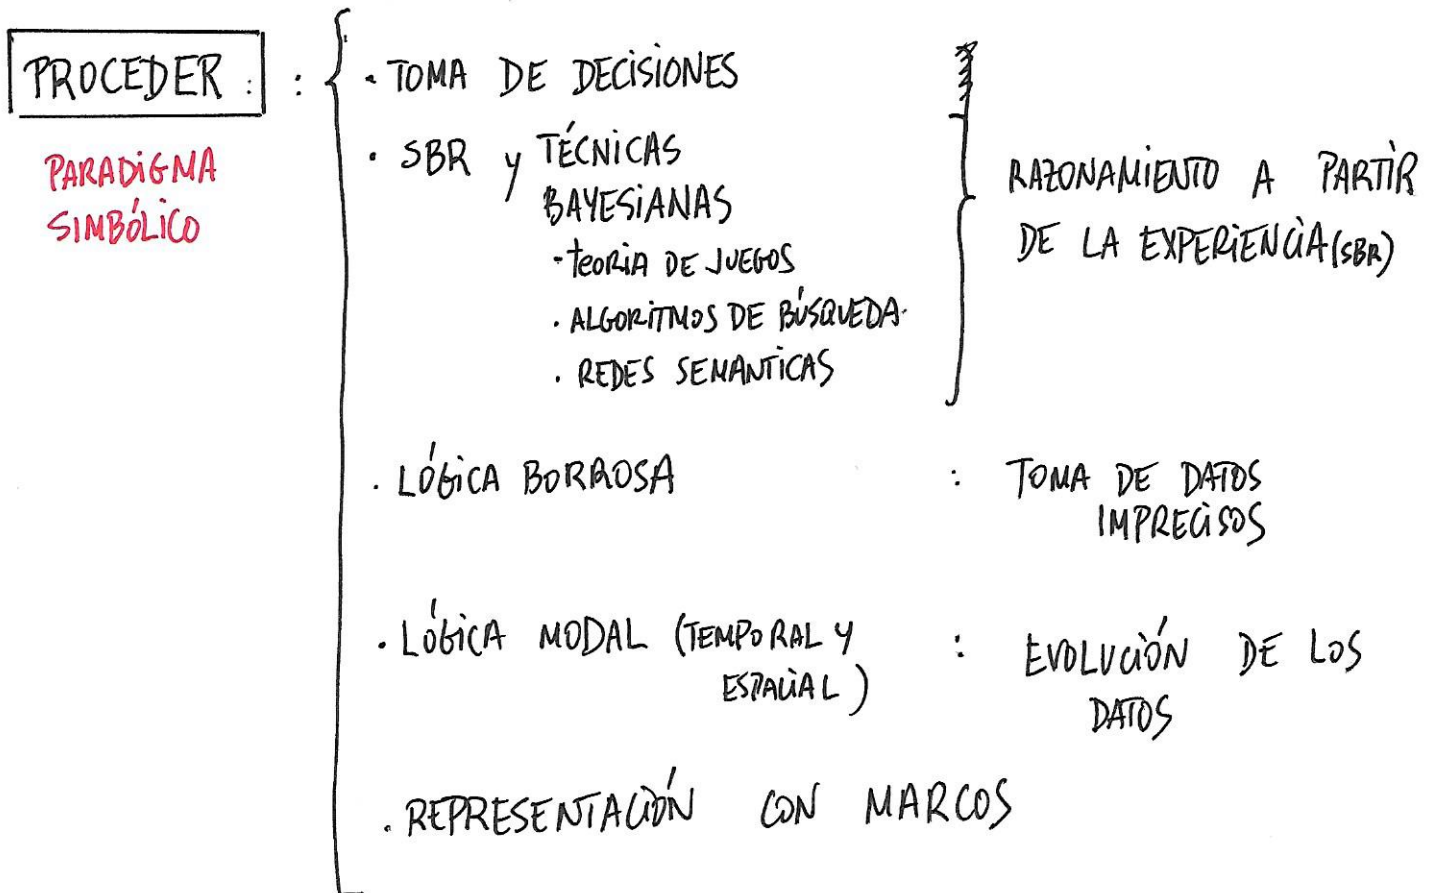 PROCEDER : :
PARADIGMA
SIMBÓLICO
· TOMA DE DECISIONES
· SBR y TÉCNICAS
BAYESIANAS
- TEORIA DE JUEGOS
· ALGORITMOS DE BÚSQUEDA.
· REDES SEMANTICAS
RAZONAMIENTO A PARTIR
DE LA EXPERIENCIA (SBR)
· LÓGICA BORROSA : TOMA DE DATOS
IMPRECISOS
· LÓGICA MODAL (TEMPORAL Y
ESPACIAL) : EVOLUCIÓN DE LOS
DATOS
· REPRESENTACIÓN CON MARCOS